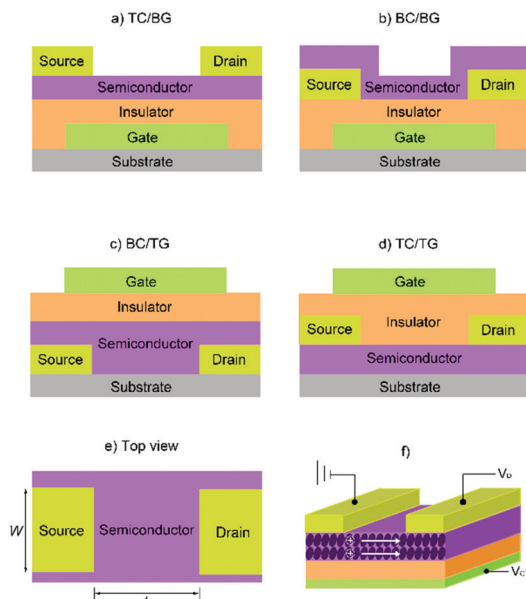 a) TC/BG
b) BC/BG
Source
Drain
Semiconductor
Insulator
Gate
Substrate
Semiconductor
Source
Drain
Insulator
Gate
Substrate
c) BC/TG
d) TC/TG
Gate
Insulator
Semiconductor
Source
Drain
Substrate
Gate
Insulator
Source
Drain
Semiconductor
Substrate
e) Top view
f)
W
Source
Semiconductor
Drain